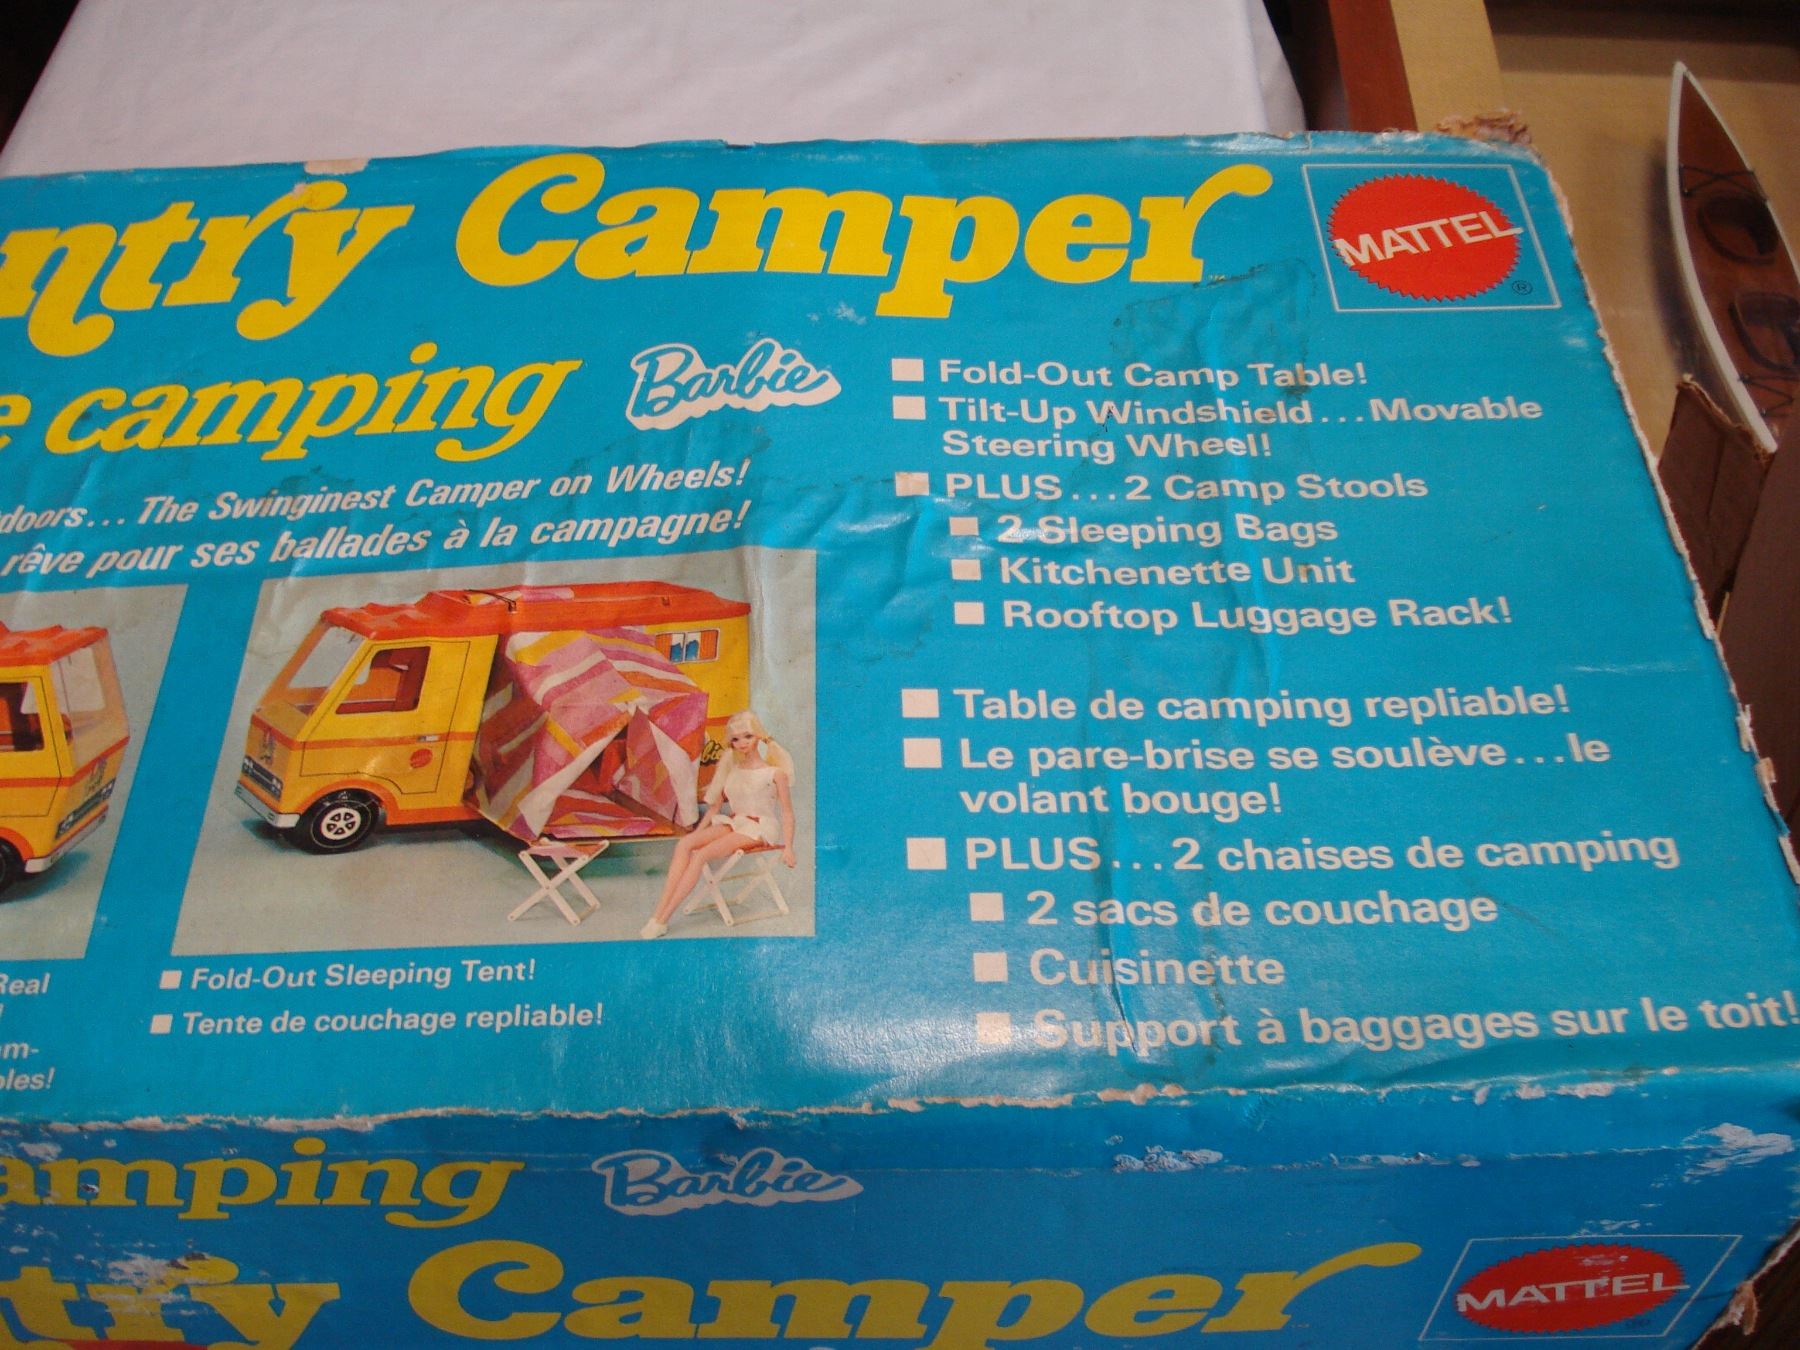 ntry Camper
MATTEL
®
e camping
Barbie
doors... The Swinginest Camper on Wheels!
rêve pour ses ballades à la campagne!
Fold-Out Camp Table!
Tilt-Up Windshield...Movable
Steering Wheel!
PLUS...2 Camp Stools
2 Sleeping Bags
Kitchenette Unit
Rooftop Luggage Rack!
Table de camping repliable!
Le pare-brise se soulève...le
volant bouge!
PLUS...2 chaises de camping
2 sacs de couchage
Cuisinette
Support à baggages sur le toit!
Real
am-
bles!
Fold-Out Sleeping Tent!
Tente de couchage repliable!
amping
Barbie
try Camper
MATTEL